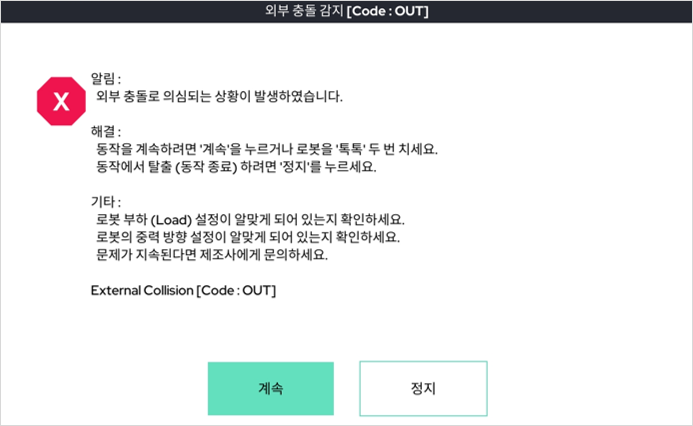 외부 충돌 감지 [Code : OUT]
X
알림 :
외부 충돌로 의심되는 상황이 발생하였습니다.
해결 :
동작을 계속하려면 '계속'을 누르거나 로봇을 '툭툭' 두 번 치세요.
동작에서 탈출 (동작 종료) 하려면 '정지'를 누르세요.
기타 :
로봇 부하 (Load) 설정이 알맞게 되어 있는지 확인하세요.
로봇의 중력 방향 설정이 알맞게 되어 있는지 확인하세요.
문제가 지속된다면 제조사에게 문의하세요.
External Collision [Code : OUT]
계속
정지